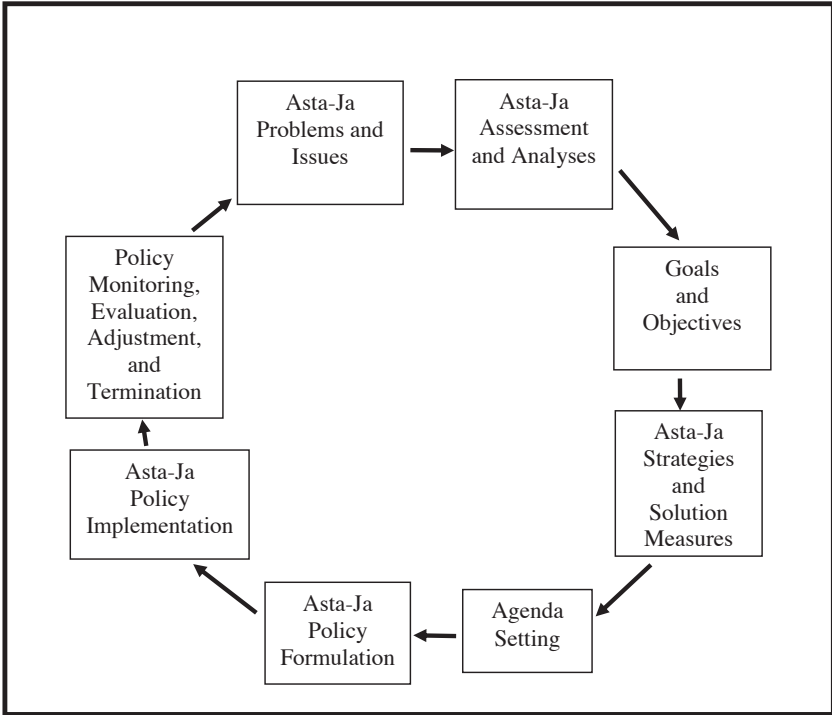 Asta-Ja
Problems and
Issues
Asta-Ja
Assessment
and Analyses
Goals
and
Objectives
Asta-Ja
Strategies
and
Solution
Measures
Agenda
Setting
Asta-Ja
Policy
Formulation
Asta-Ja
Policy
Implementation
Policy
Monitoring,
Evaluation,
Adjustment,
and
Termination